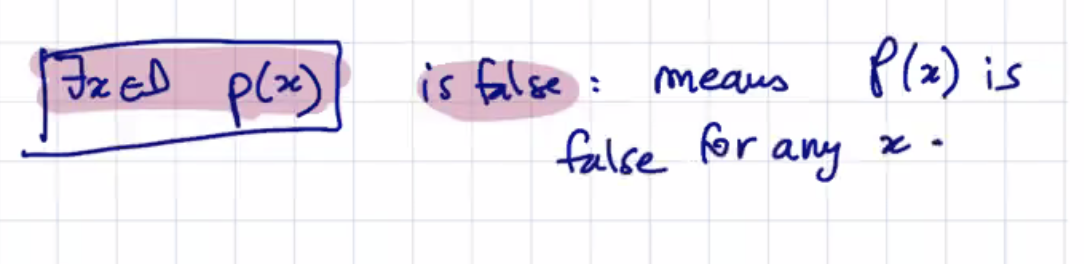 ∃x∈D p(x) is false : means P(x) is
false for any x .